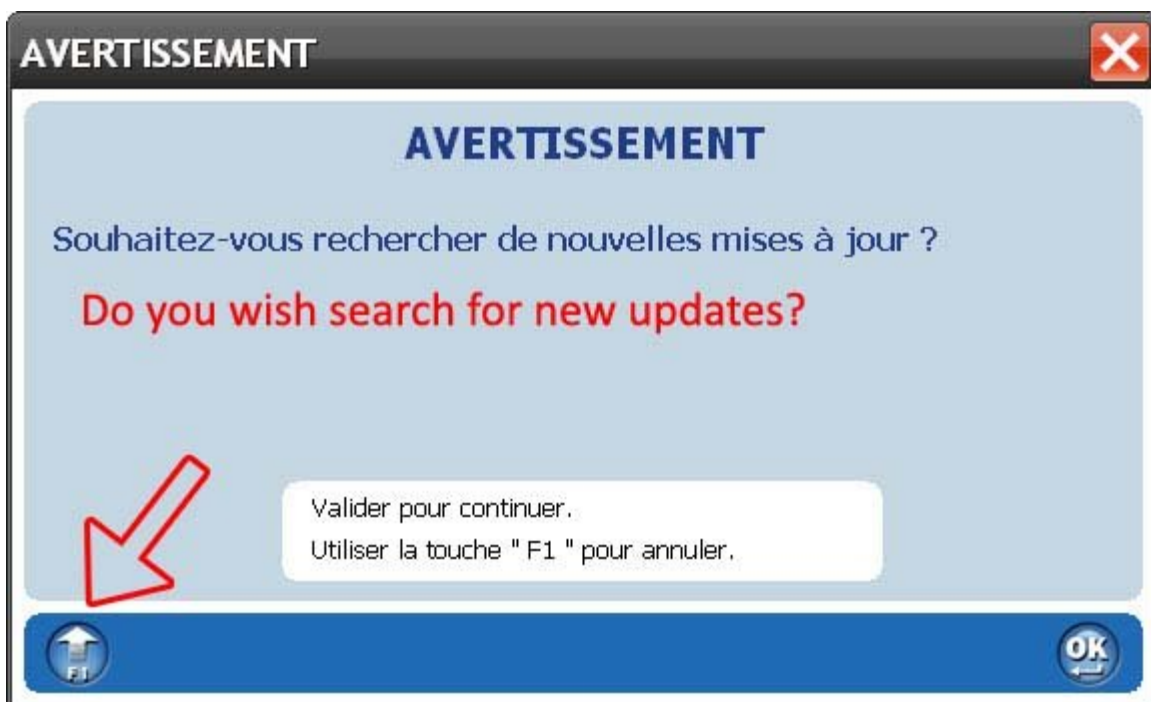 AVERTISSEMENT
AVERTISSEMENT
Souhaitez-vous rechercher de nouvelles mises à jour ?
Do you wish search for new updates?
Valider pour continuer.
Utiliser la touche " F1 " pour annuler.
F1
OK